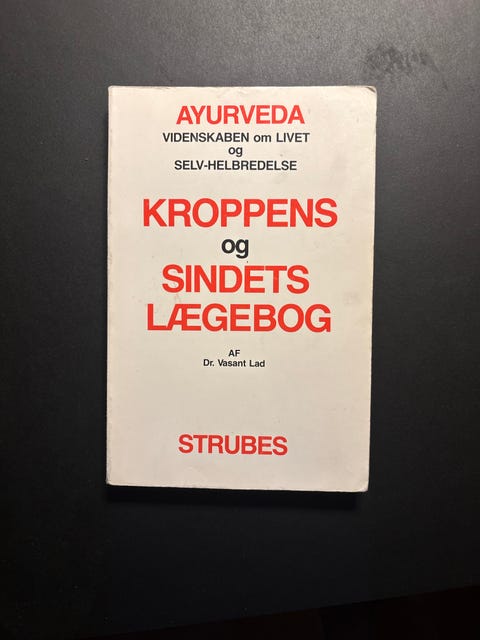 AYURVEDA
VIDENSKABEN om LIVET
og
SELV-HELBREDELSE
KROPPENS
og
SINDETS
LÆGEBOG
AF
Dr. Vasant Lad
STRUBES